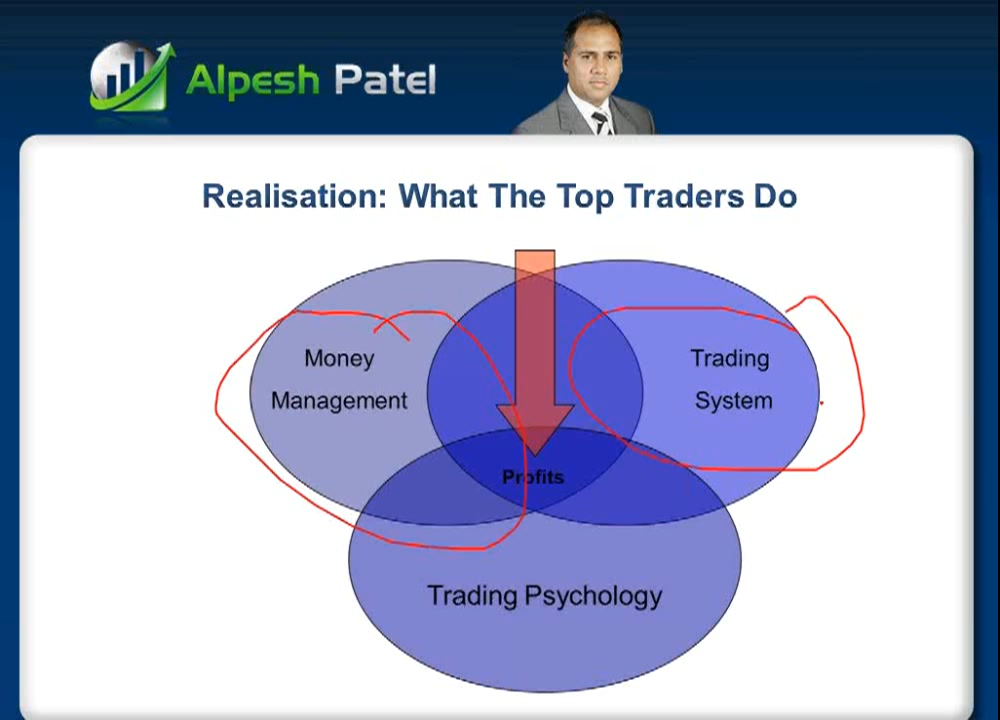 Alpesh Patel
Realisation: What The Top Traders Do
Money
Management
Trading
System
Profits
Trading Psychology